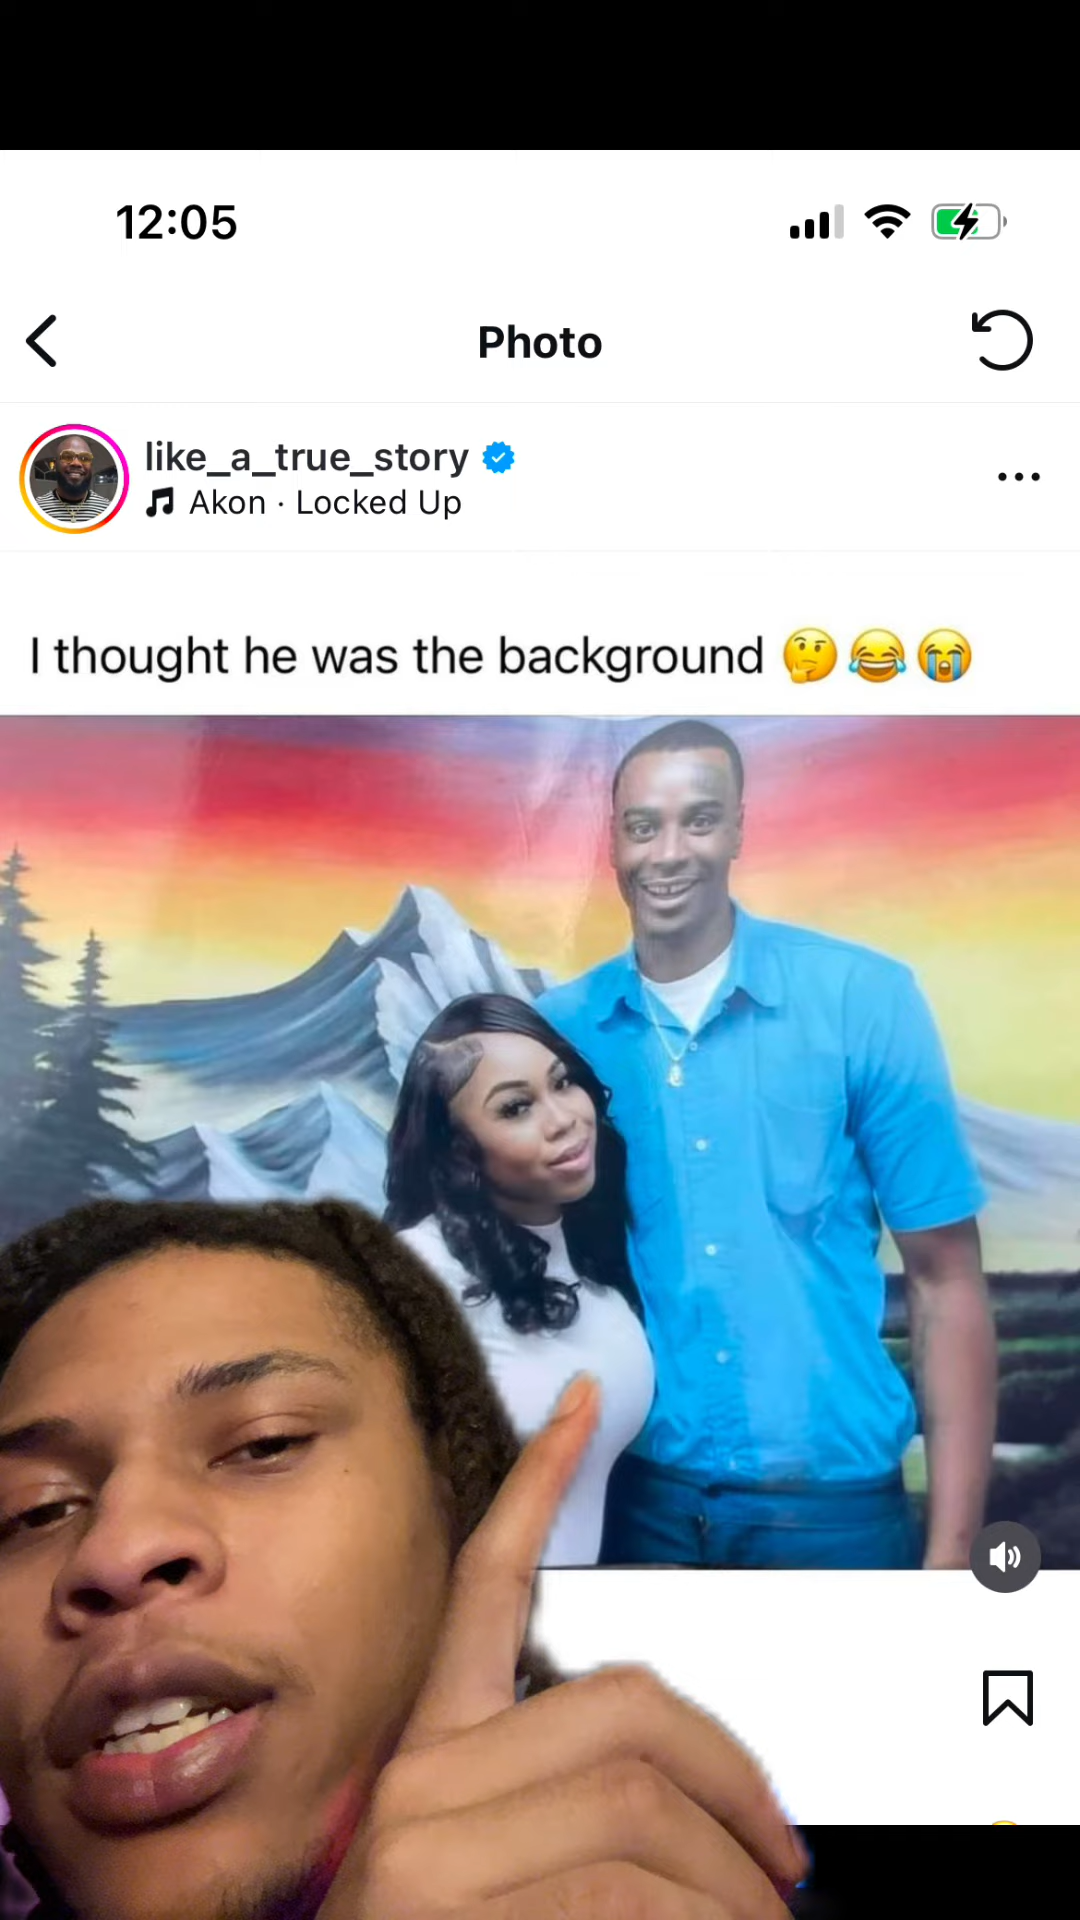 12:05
Photo
like_a_true_story
Akon · Locked Up
I thought he was the background 🤔😂😭